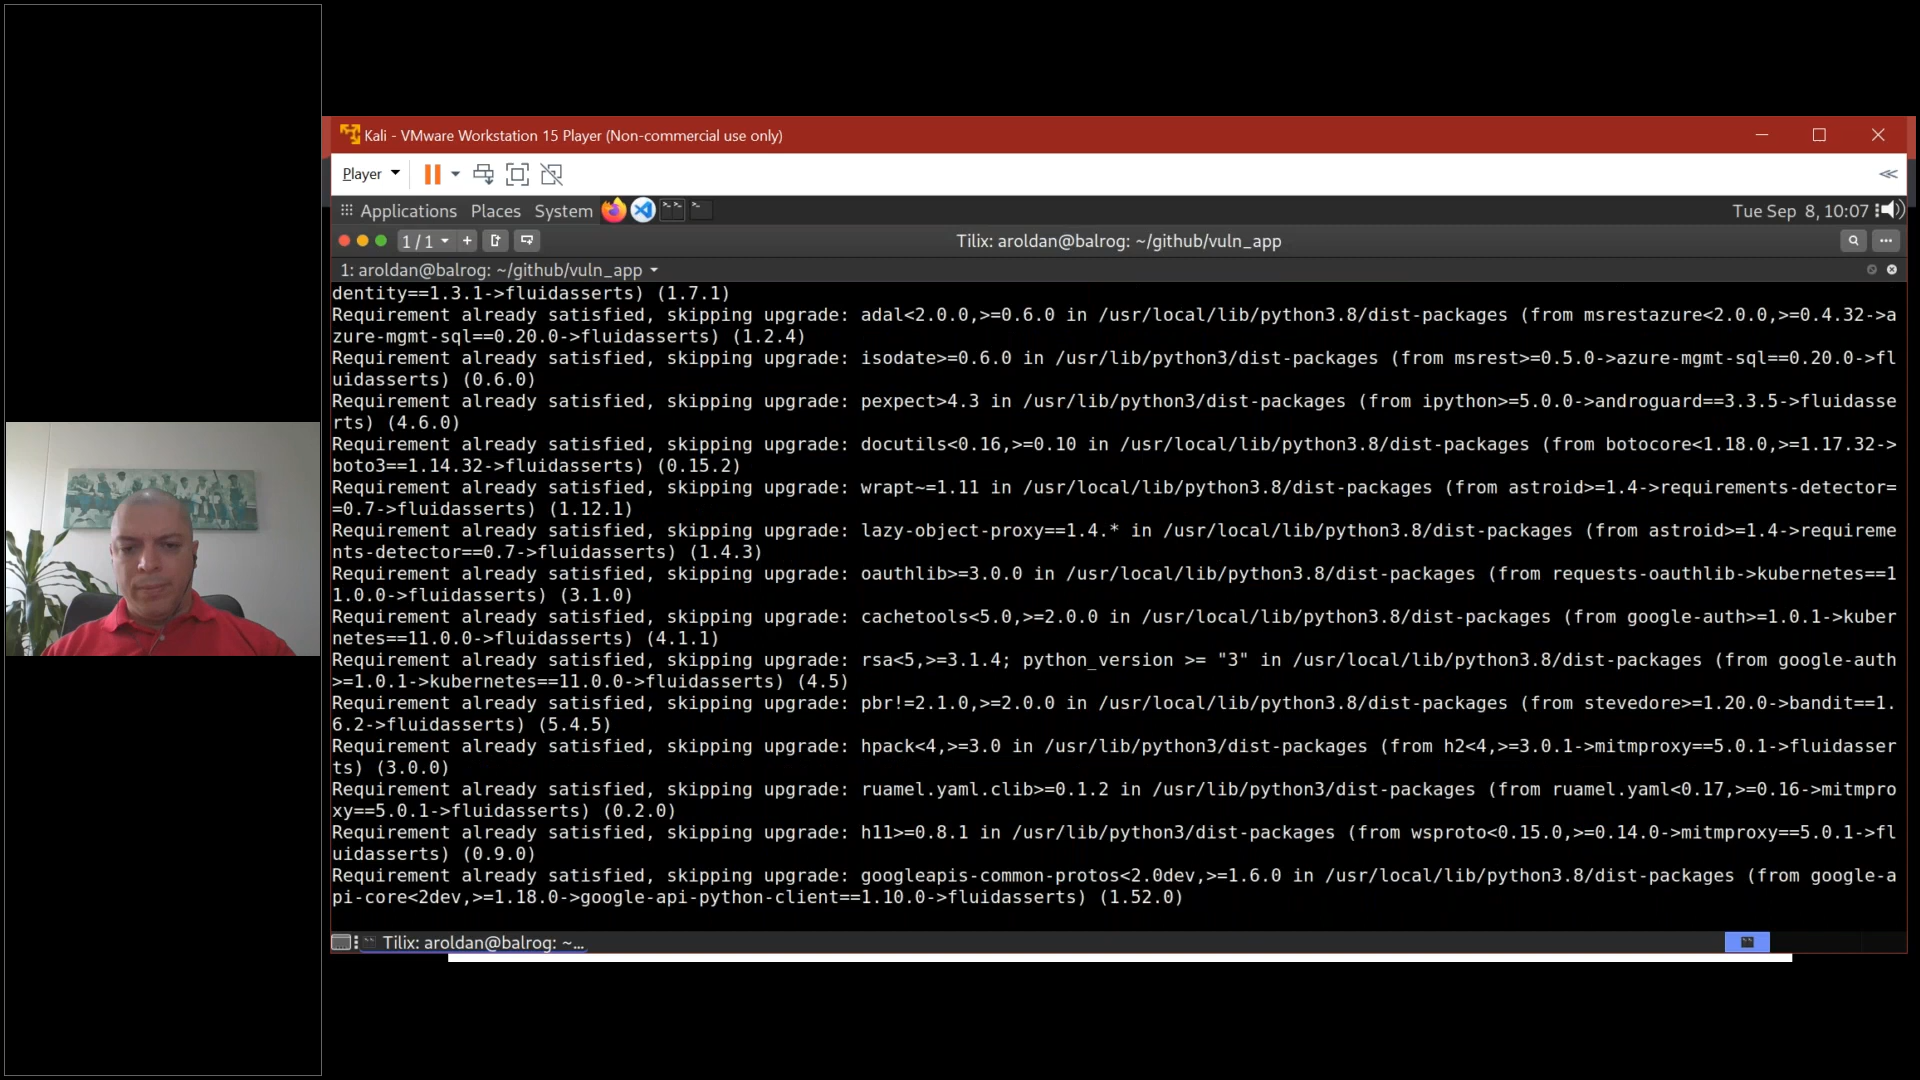 Kali - VMware Workstation 15 Player (Non-commercial use only)
Player
Applications Places System
Tue Sep 8, 10:07
1 / 1
Tilix: aroldan@balrog: ~/github/vuln_app
1: aroldan@balrog: ~/github/vuln_app
dentity==1.3.1->fluidasserts) (1.7.1)
Requirement already satisfied, skipping upgrade: adal<2.0.0,>=0.6.0 in /usr/local/lib/python3.8/dist-packages (from msrestazure<2.0.0,>=0.4.32->a
zure-mgmt-sql==0.20.0->fluidasserts) (1.2.4)
Requirement already satisfied, skipping upgrade: isodate>=0.6.0 in /usr/lib/python3/dist-packages (from msrest>=0.5.0->azure-mgmt-sql==0.20.0->fl
uidasserts) (0.6.0)
Requirement already satisfied, skipping upgrade: pexpect>4.3 in /usr/lib/python3/dist-packages (from ipython>=5.0.0->androguard==3.3.5->fluidasse
rts) (4.6.0)
Requirement already satisfied, skipping upgrade: docutils<0.16,>=0.10 in /usr/local/lib/python3.8/dist-packages (from botocore<1.18.0,>=1.17.32->
boto3==1.14.32->fluidasserts) (0.15.2)
Requirement already satisfied, skipping upgrade: wrapt~=1.11 in /usr/local/lib/python3.8/dist-packages (from astroid>=1.4->requirements-detector=
=0.7->fluidasserts) (1.12.1)
Requirement already satisfied, skipping upgrade: lazy-object-proxy==1.4.* in /usr/local/lib/python3.8/dist-packages (from astroid>=1.4->requireme
nts-detector==0.7->fluidasserts) (1.4.3)
Requirement already satisfied, skipping upgrade: oauthlib>=3.0.0 in /usr/local/lib/python3.8/dist-packages (from requests-oauthlib->kubernetes==1
1.0.0->fluidasserts) (3.1.0)
Requirement already satisfied, skipping upgrade: cachetools<5.0,>=2.0.0 in /usr/local/lib/python3.8/dist-packages (from google-auth>=1.0.1->kuber
netes==11.0.0->fluidasserts) (4.1.1)
Requirement already satisfied, skipping upgrade: rsa<5,>=3.1.4; python_version >= "3" in /usr/local/lib/python3.8/dist-packages (from google-auth
>=1.0.1->kubernetes==11.0.0->fluidasserts) (4.5)
Requirement already satisfied, skipping upgrade: pbr!=2.1.0,>=2.0.0 in /usr/local/lib/python3.8/dist-packages (from stevedore>=1.20.0->bandit==1.
6.2->fluidasserts) (5.4.5)
Requirement already satisfied, skipping upgrade: hpack<4,>=3.0 in /usr/lib/python3/dist-packages (from h2<4,>=3.0.1->mitmproxy==5.0.1->fluidasser
ts) (3.0.0)
Requirement already satisfied, skipping upgrade: ruamel.yaml.clib>=0.1.2 in /usr/lib/python3/dist-packages (from ruamel.yaml<0.17,>=0.16->mitmpro
xy==5.0.1->fluidasserts) (0.2.0)
Requirement already satisfied, skipping upgrade: h11>=0.8.1 in /usr/lib/python3/dist-packages (from wsproto<0.15.0,>=0.14.0->mitmproxy==5.0.1->fl
uidasserts) (0.9.0)
Requirement already satisfied, skipping upgrade: googleapis-common-protos<2.0dev,>=1.6.0 in /usr/local/lib/python3.8/dist-packages (from google-a
pi-core<2dev,>=1.18.0->google-api-python-client==1.10.0->fluidasserts) (1.52.0)
Tilix: aroldan@balrog: ~...